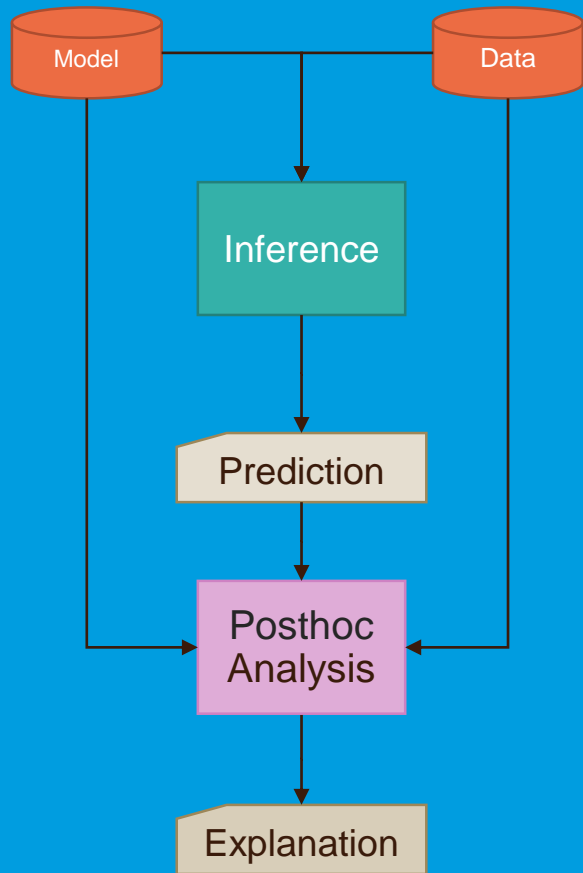 Model
Data
Inference
Prediction
Posthoc
Analysis
Explanation